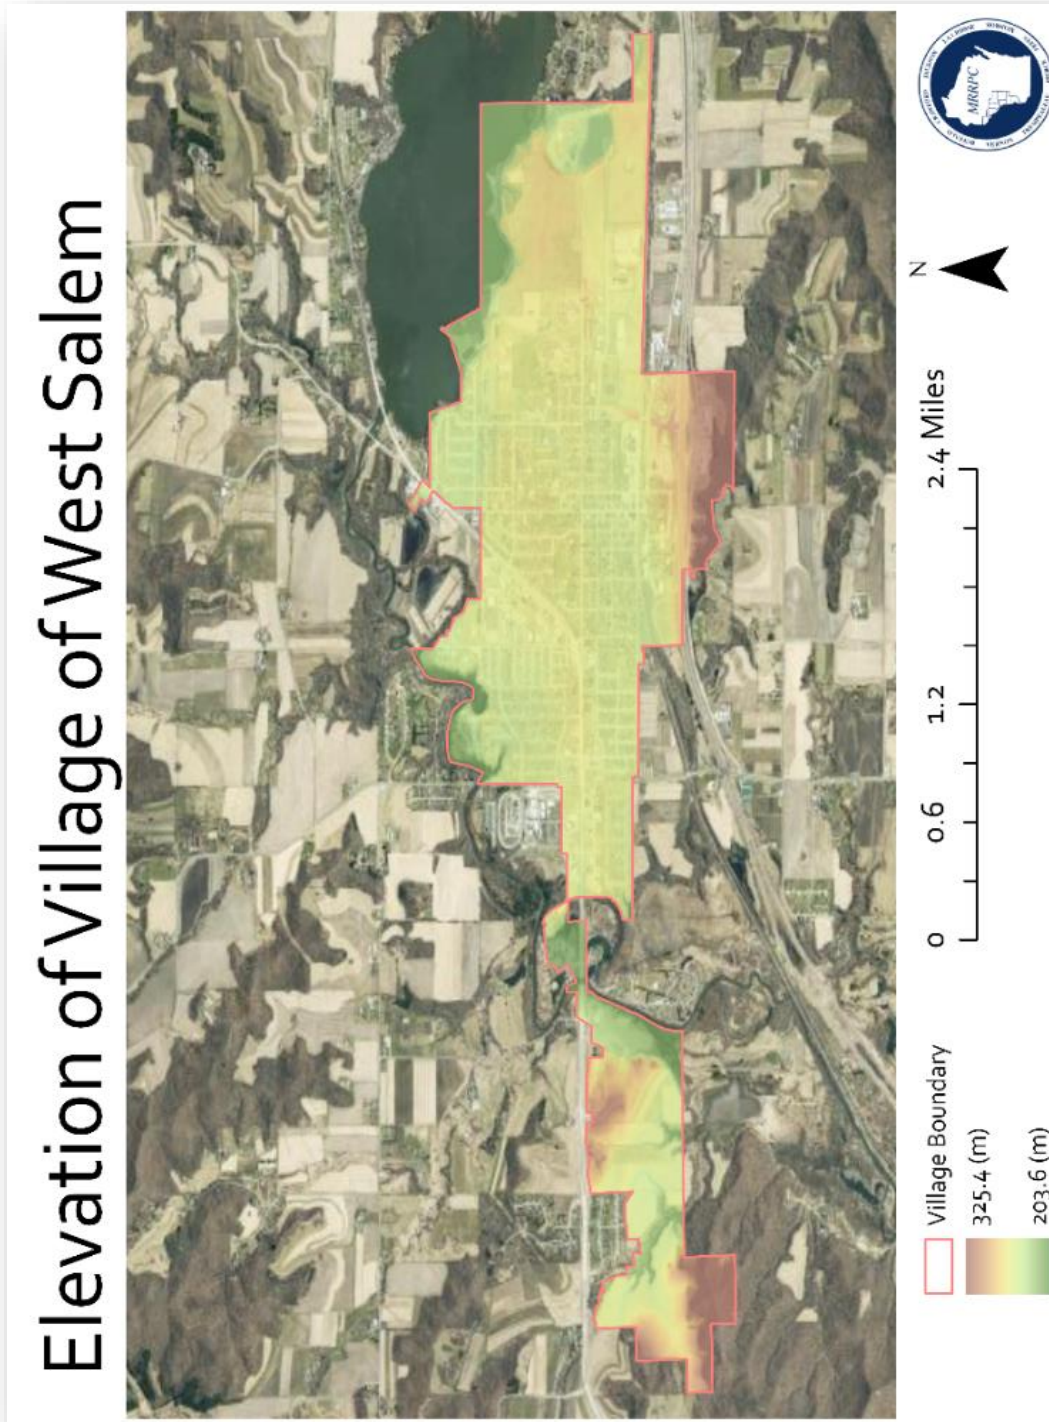 Elevation of Village of West Salem
MRRPC
N
0 0.6 1.2 2.4 Miles
Village Boundary
325.4 (m)
203.6 (m)